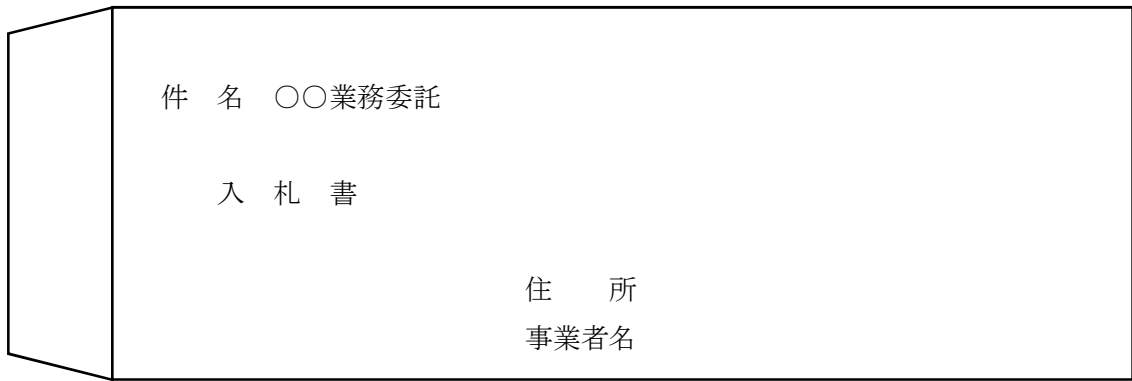 件　名　○○業務委託
入　札　書
住　　所
事業者名